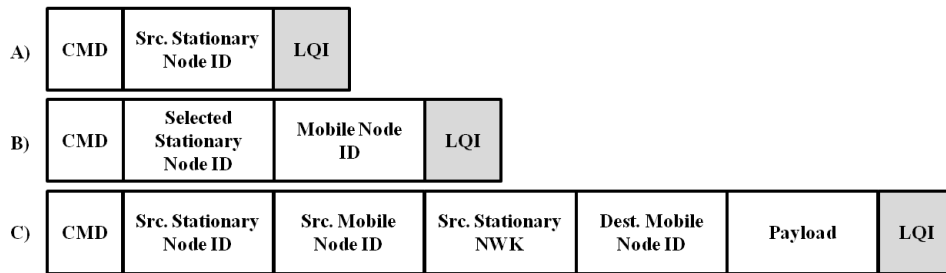 A) CMD Src. Stationary Node ID LQI
B) CMD Selected Stationary Node ID Mobile Node ID LQI
C) CMD Src. Stationary Node ID Src. Mobile Node ID Src. Stationary NWK Dest. Mobile Node ID Payload LQI